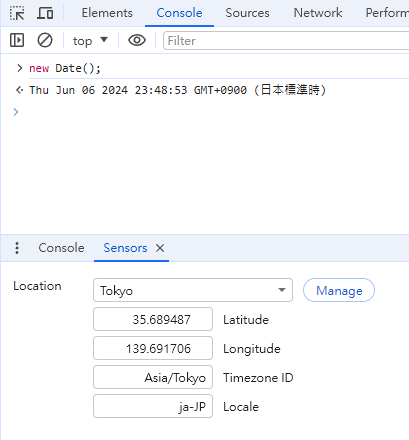 Elements Console Sources Network Perform
top Filter
new Date();
Thu Jun 06 2024 23:48:53 GMT+0900 (日本標準時)
Console Sensors
Location Tokyo Manage
35.689487 Latitude
139.691706 Longitude
Asia/Tokyo Timezone ID
ja-JP Locale